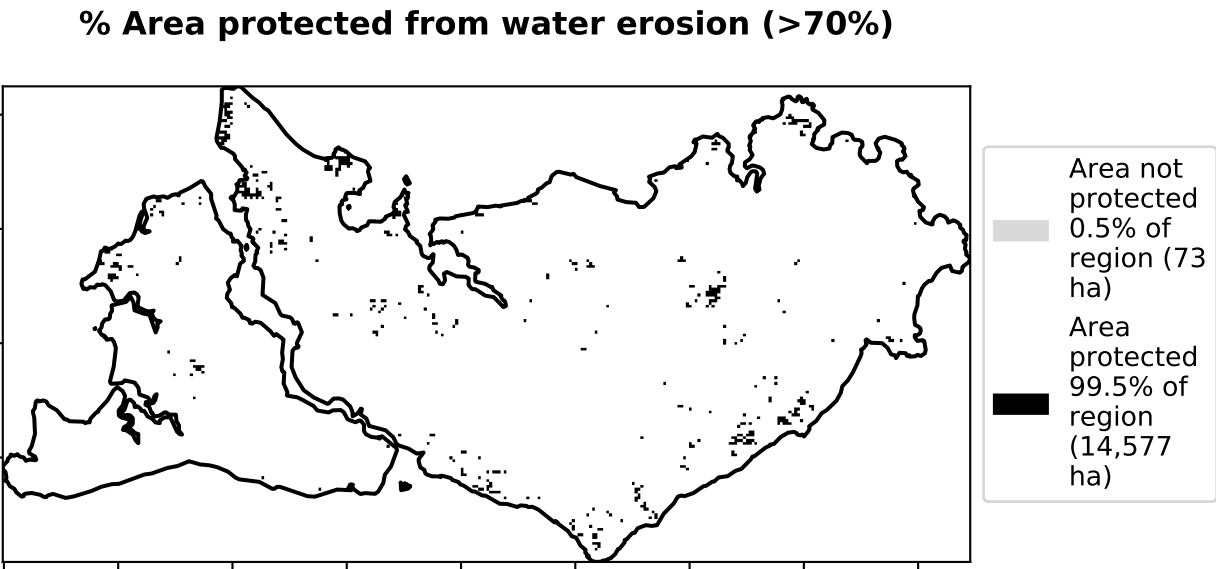 % Area protected from water erosion (>70%)
Area not
protected
0.5% of
region (73
ha)
Area
protected
99.5% of
region
(14,577
ha)